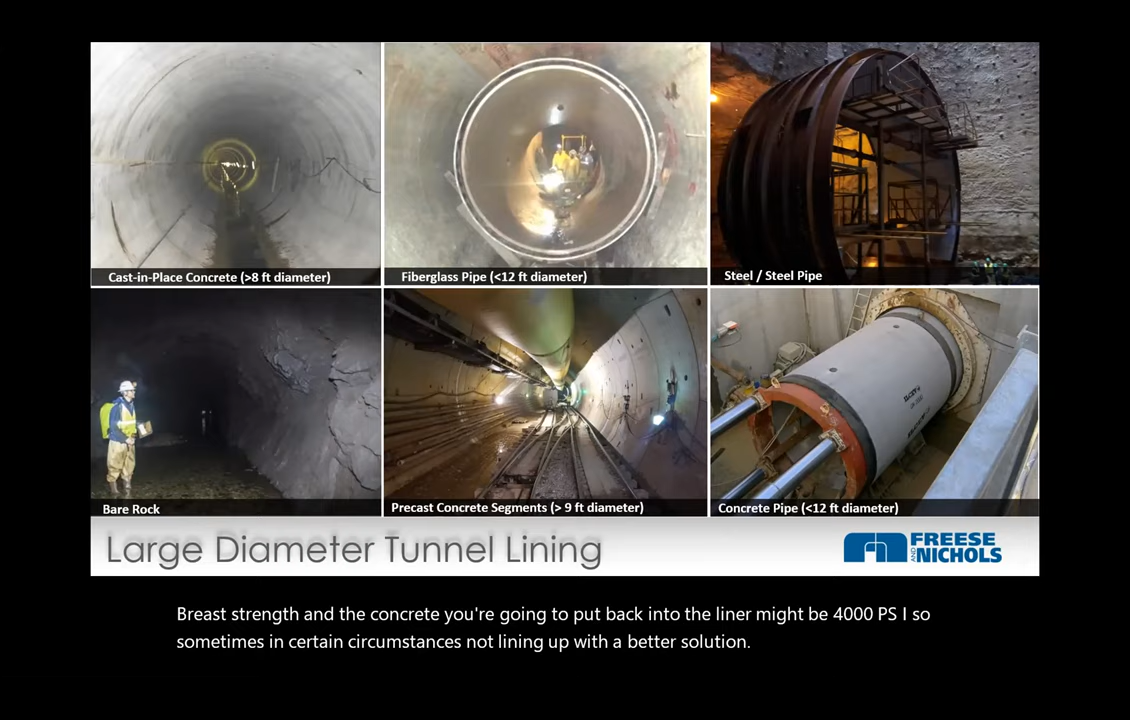 Cast-in-Place Concrete (>8 ft diameter)
Fiberglass Pipe (<12 ft diameter)
Steel / Steel Pipe
Bare Rock
Precast Concrete Segments (> 9 ft diameter)
Concrete Pipe (<12 ft diameter)
Large Diameter Tunnel Lining
FREESE
AND NICHOLS
Breast strength and the concrete you're going to put back into the liner might be 4000 PS I so
sometimes in certain circumstances not lining up with a better solution.